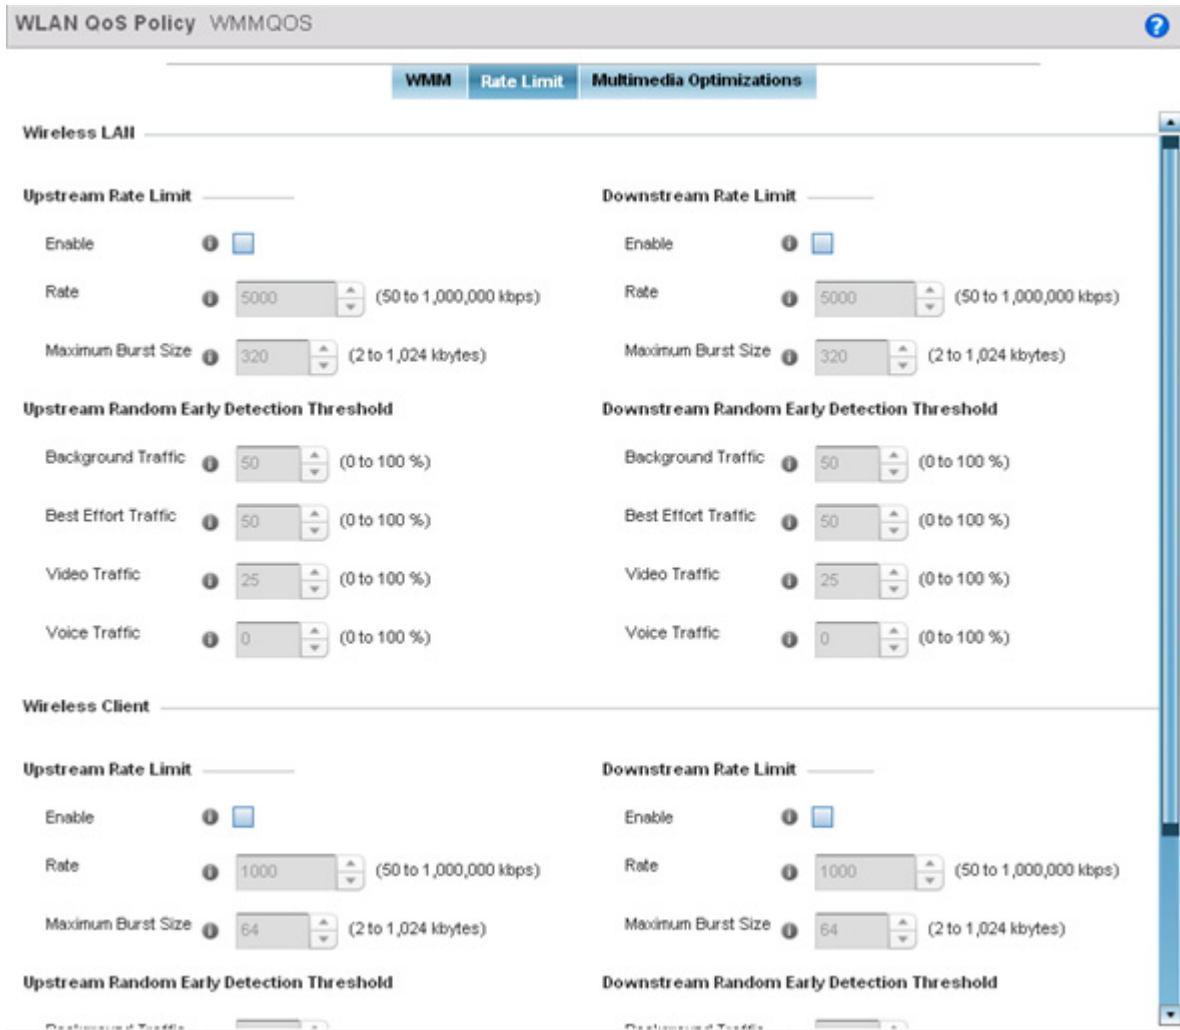 WLAN QoS Policy WMMQOS ?
WMM Rate Limit Multimedia Optimizations
Wireless LAN
Upstream Rate Limit Downstream Rate Limit
Enable Enable
Rate 5000 (50 to 1,000,000 kbps) Rate 5000 (50 to 1,000,000 kbps)
Maximum Burst Size 320 (2 to 1,024 kbytes) Maximum Burst Size 320 (2 to 1,024 kbytes)
Upstream Random Early Detection Threshold Downstream Random Early Detection Threshold
Background Traffic 50 (0 to 100 %) Background Traffic 50 (0 to 100 %)
Best Effort Traffic 50 (0 to 100 %) Best Effort Traffic 50 (0 to 100 %)
Video Traffic 25 (0 to 100 %) Video Traffic 25 (0 to 100 %)
Voice Traffic 0 (0 to 100 %) Voice Traffic 0 (0 to 100 %)
Wireless Client
Upstream Rate Limit Downstream Rate Limit
Enable Enable
Rate 1000 (50 to 1,000,000 kbps) Rate 1000 (50 to 1,000,000 kbps)
Maximum Burst Size 64 (2 to 1,024 kbytes) Maximum Burst Size 64 (2 to 1,024 kbytes)
Upstream Random Early Detection Threshold Downstream Random Early Detection Threshold